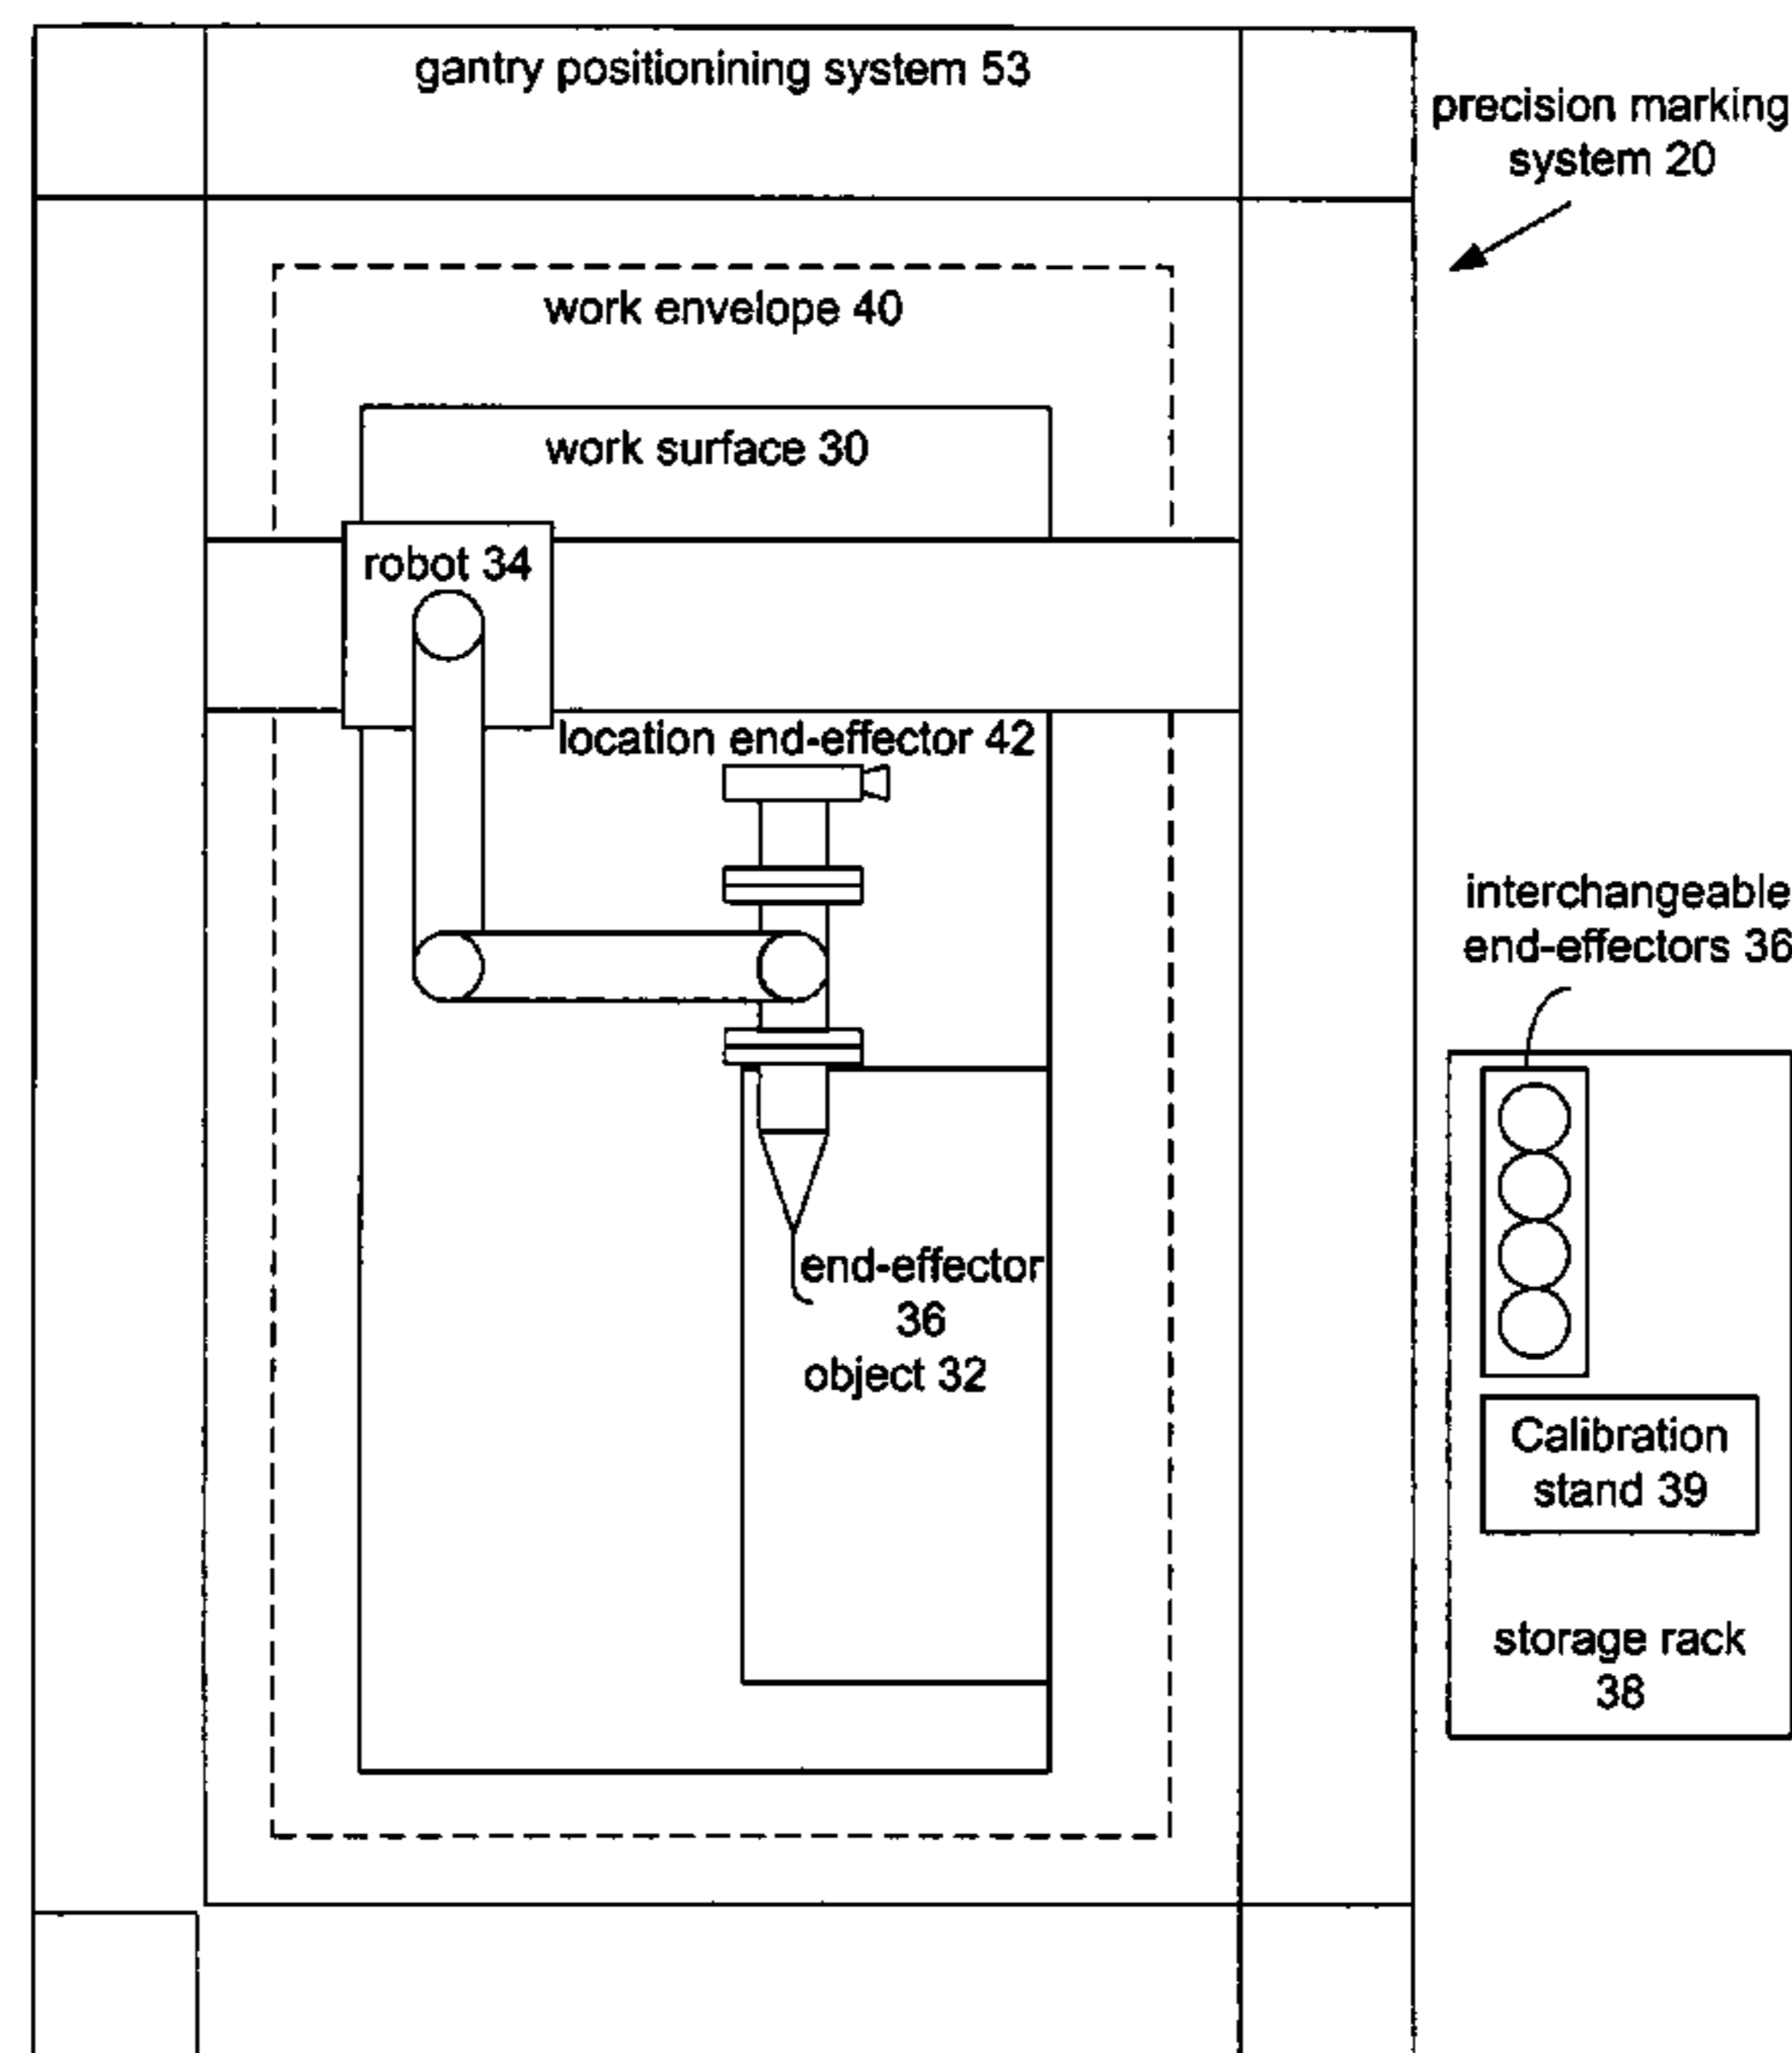 gantry positionining system 53
precision marking
system 20
work envelope 40
work surface 30
robot 34
location end-effector 42
interchangeable
end-effectors 36
end-effector
36
object 32
Calibration
stand 39
storage rack
38